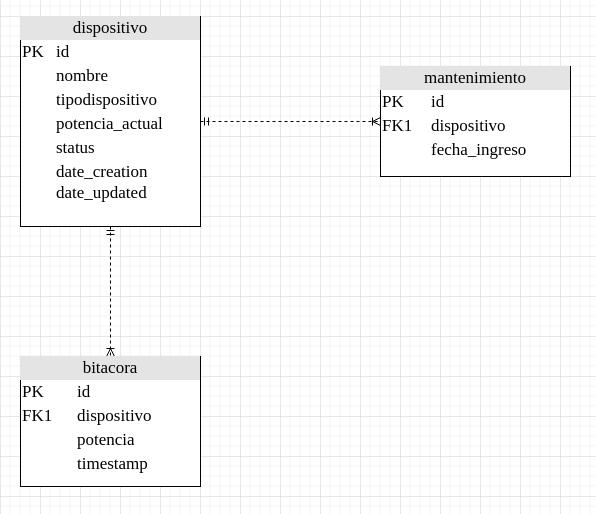 dispositivo
PK id
nombre
tipodispositivo
potencia_actual
status
date_creation
date_updated
mantenimiento
PK id
FK1 dispositivo
fecha_ingreso
bitacora
PK id
FK1 dispositivo
potencia
timestamp